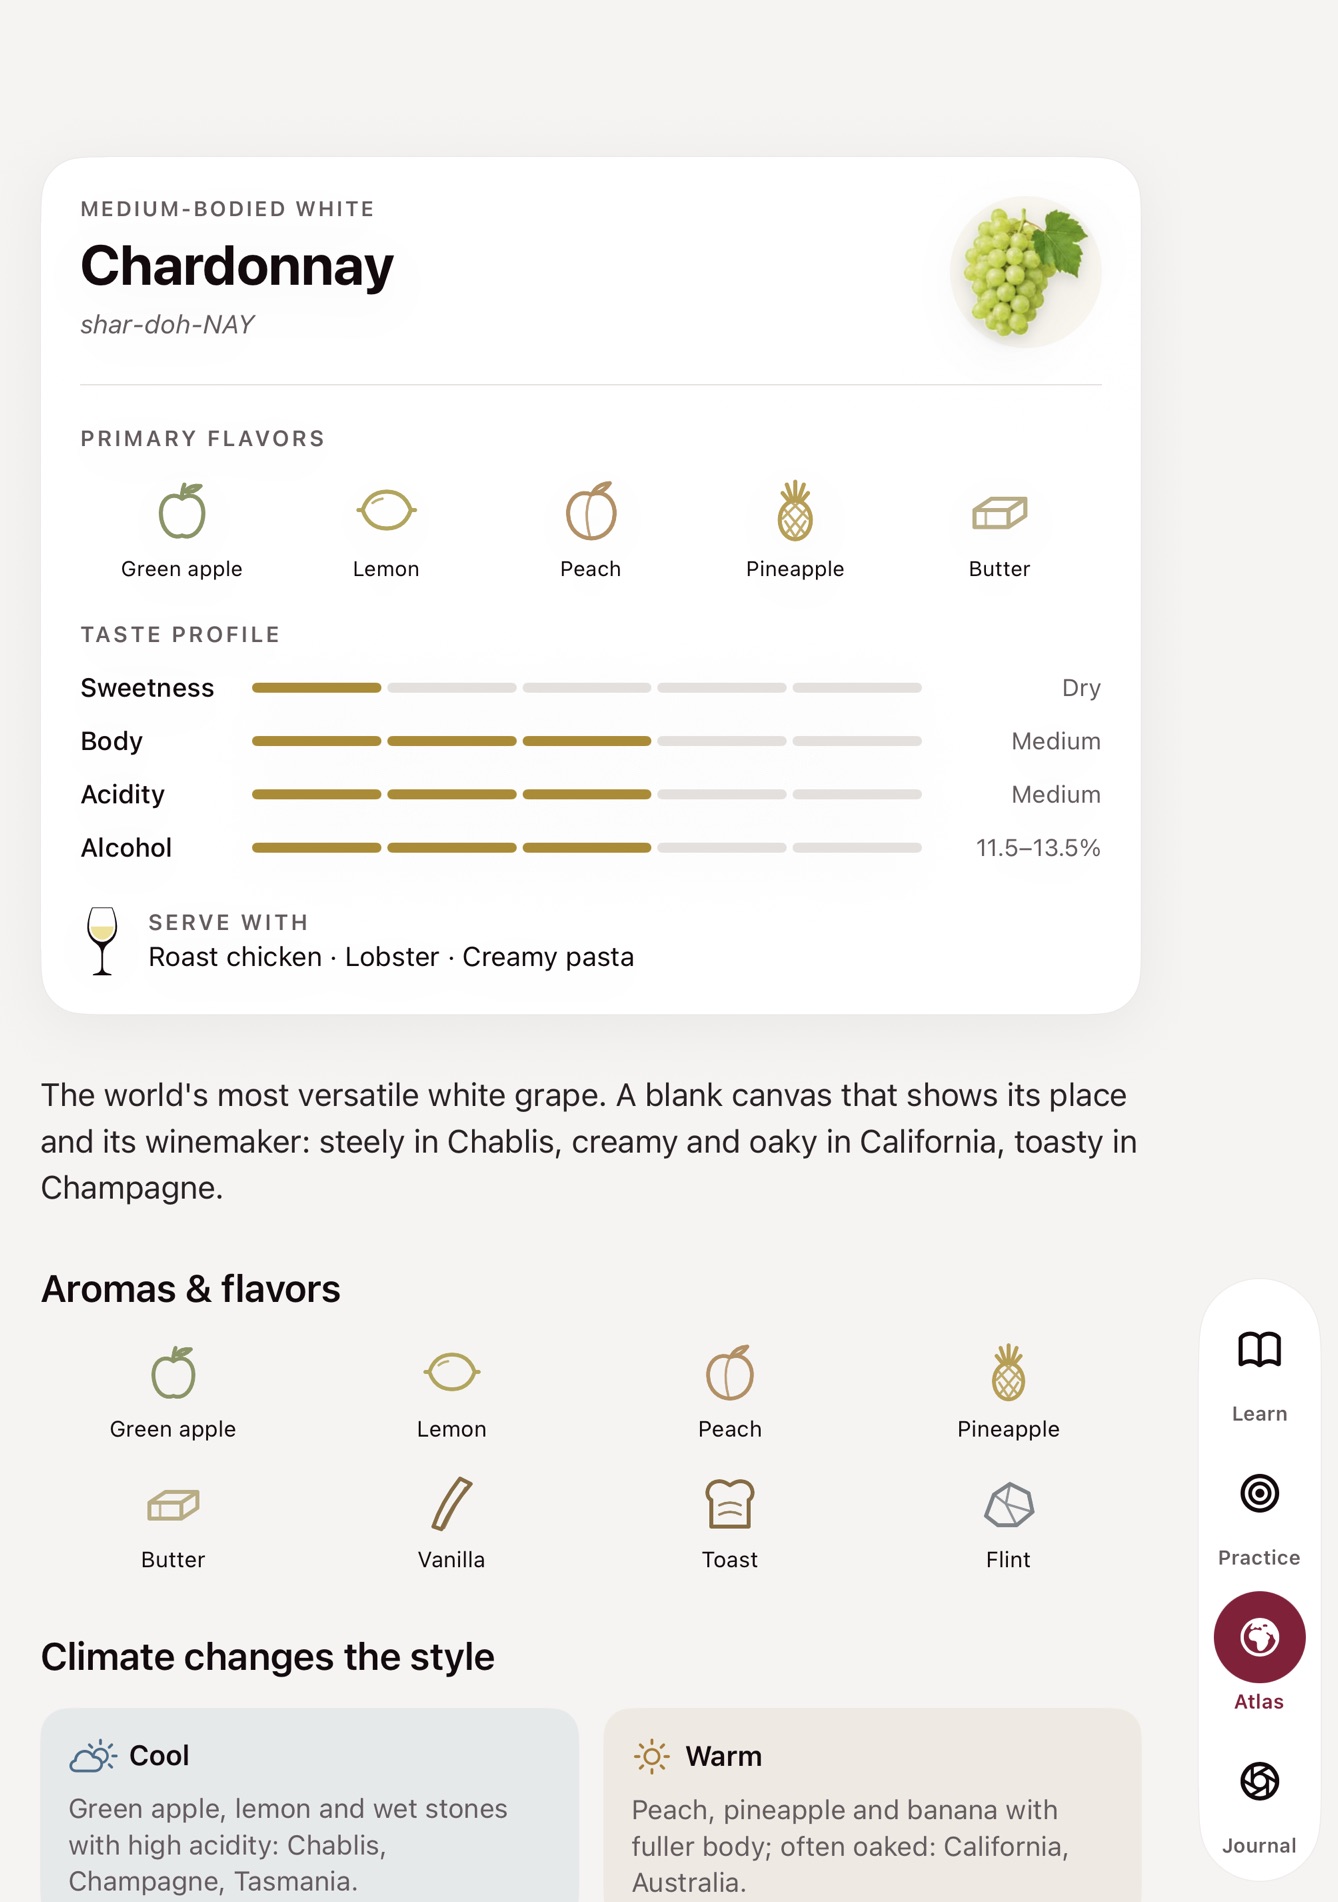 MEDIUM-BODIED WHITE
Chardonnay
shar-doh-NAY
PRIMARY FLAVORS
Green apple
Lemon
Peach
Pineapple
Butter
TASTE PROFILE
Sweetness
Dry
Body
Medium
Acidity
Medium
Alcohol
11.5–13.5%
SERVE WITH
Roast chicken · Lobster · Creamy pasta
The world's most versatile white grape. A blank canvas that shows its place
and its winemaker: steely in Chablis, creamy and oaky in California, toasty in
Champagne.
Aromas & flavors
Green apple
Lemon
Peach
Pineapple
Butter
Vanilla
Toast
Flint
Climate changes the style
Cool
Green apple, lemon and wet stones
with high acidity: Chablis,
Champagne, Tasmania.
Warm
Peach, pineapple and banana with
fuller body; often oaked: California,
Australia.
Learn
Practice
Atlas
Journal